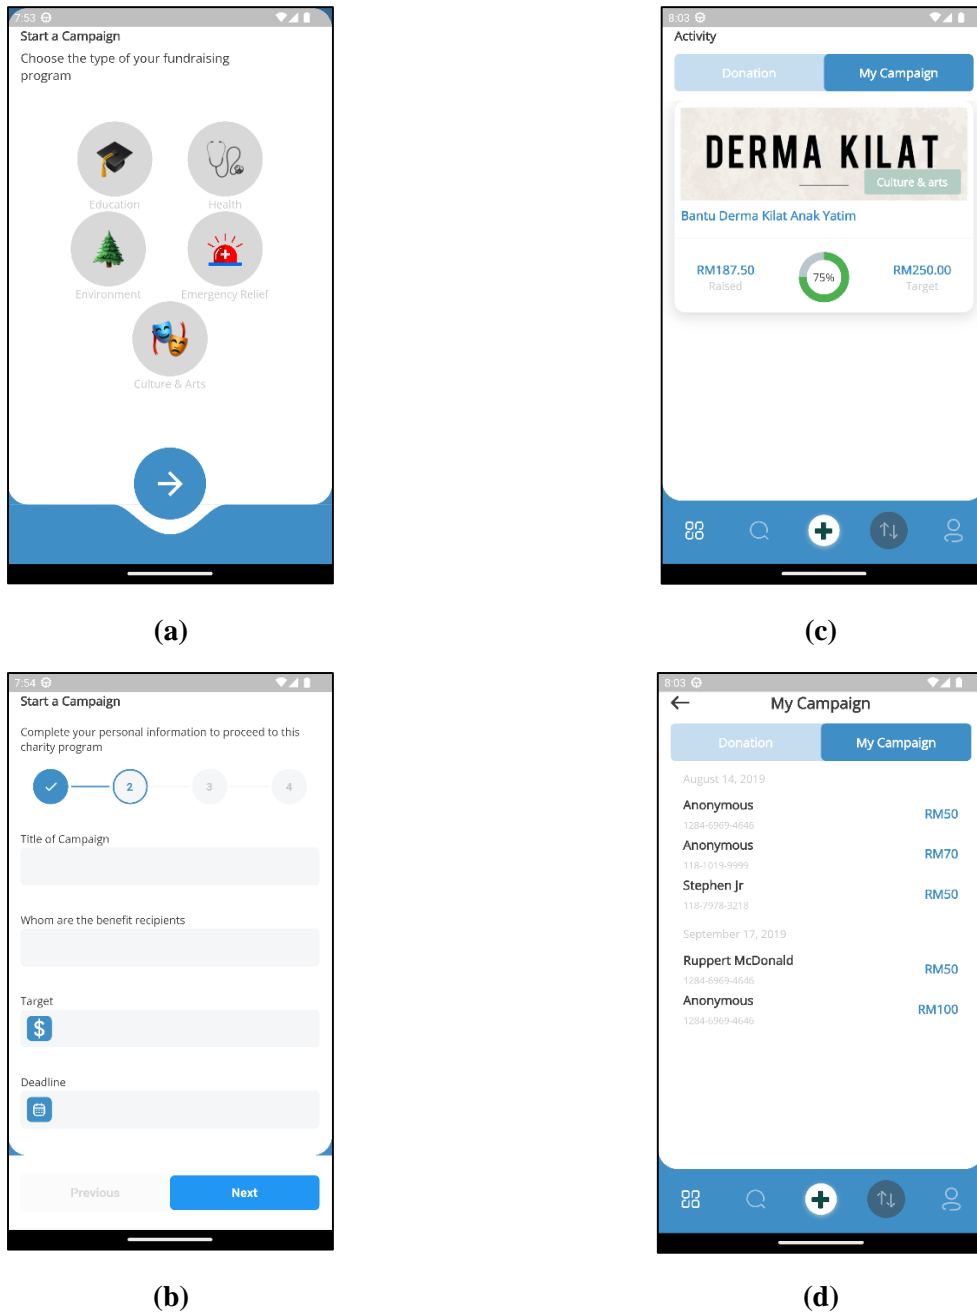 7:53
Start a Campaign
Choose the type of your fundraising
program
Education
Health
Environment
Emergency Relief
Culture & Arts
(a)
8:03
Activity
Donation
My Campaign
DERMA KILAT
Culture & arts
Bantu Derma Kilat Anak Yatim
RM187.50
Raised
75%
RM250.00
Target
(c)
7:54
Start a Campaign
Complete your personal information to proceed to this
charity program
2
3
4
Title of Campaign
Whom are the benefit recipients
Target
$
Deadline
Previous
Next
(b)
8:03
My Campaign
Donation
My Campaign
August 14, 2019
Anonymous
RM50
1284-6969-4646
Anonymous
RM70
118-1019-9999
Stephen Jr
RM50
118-7978-3218
September 17, 2019
Ruppert McDonald
RM50
1284-6969-4646
Anonymous
RM100
1284-6969-4646
(d)